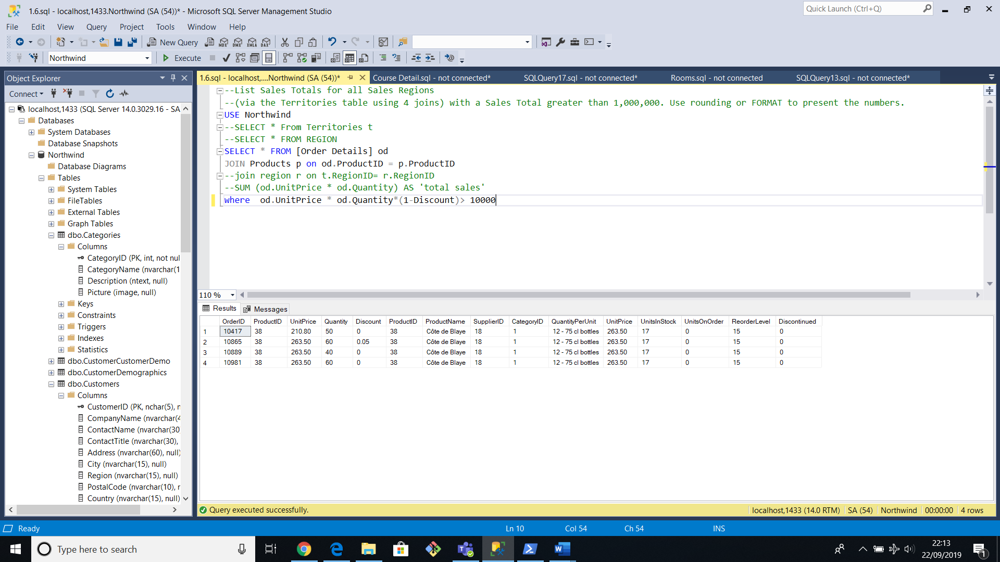 1.6.sql - localhost,1433.Northwind (SA (54))* - Microsoft SQL Server Management Studio
Quick Launch (Ctrl+Q)
File Edit View Query Project Tools Window Help
New Query MDX DMX XMLA DAX
Northwind Execute
Object Explorer
1.6.sql - localhost,....Northwind (SA (54))* Course Detail.sql - not connected* SQLQuery17.sql - not connected* Rooms.sql - not connected SQLQuery13.sql - not connected*
Connect
localhost,1433 (SQL Server 14.0.3029.16 - SA
Databases
System Databases
Database Snapshots
Northwind
Database Diagrams
Tables
System Tables
FileTables
External Tables
Graph Tables
dbo.Categories
Columns
CategoryID (PK, int, not nul
CategoryName (nvarchar(1
Description (ntext, null)
Picture (image, null)
Keys
Constraints
Triggers
Indexes
Statistics
dbo.CustomerCustomerDemo
dbo.CustomerDemographics
dbo.Customers
Columns
CustomerID (PK, nchar(5), n
CompanyName (nvarchar(4
ContactName (nvarchar(30
ContactTitle (nvarchar(30),
Address (nvarchar(60), null)
City (nvarchar(15), null)
Region (nvarchar(15), null)
PostalCode (nvarchar(10), r
Country (nvarchar(15), null)
--List Sales Totals for all Sales Regions
--(via the Territories table using 4 joins) with a Sales Total greater than 1,000,000. Use rounding or FORMAT to present the numbers.
USE Northwind
--SELECT * From Territories t
--SELECT * FROM REGION
SELECT * FROM [Order Details] od
JOIN Products p on od.ProductID = p.ProductID
--join region r on t.RegionID= r.RegionID
--SUM (od.UnitPrice * od.Quantity) AS 'total sales'
where  od.UnitPrice * od.Quantity*(1-Discount)> 10000
110 %
Results Messages
OrderID ProductID UnitPrice Quantity Discount ProductID ProductName SupplierID CategoryID QuantityPerUnit UnitPrice UnitsInStock UnitsOnOrder ReorderLevel Discontinued
1 10417 38 210.80 50 0 38 Côte de Blaye 18 1 12 - 75 cl bottles 263.50 17 0 15 0
2 10865 38 263.50 60 0.05 38 Côte de Blaye 18 1 12 - 75 cl bottles 263.50 17 0 15 0
3 10889 38 263.50 40 0 38 Côte de Blaye 18 1 12 - 75 cl bottles 263.50 17 0 15 0
4 10981 38 263.50 60 0 38 Côte de Blaye 18 1 12 - 75 cl bottles 263.50 17 0 15 0
Query executed successfully. localhost,1433 (14.0 RTM) SA (54) Northwind 00:00:00 4 rows
Ready Ln 10 Col 54 Ch 54 INS
Type here to search
22:13
22/09/2019
1